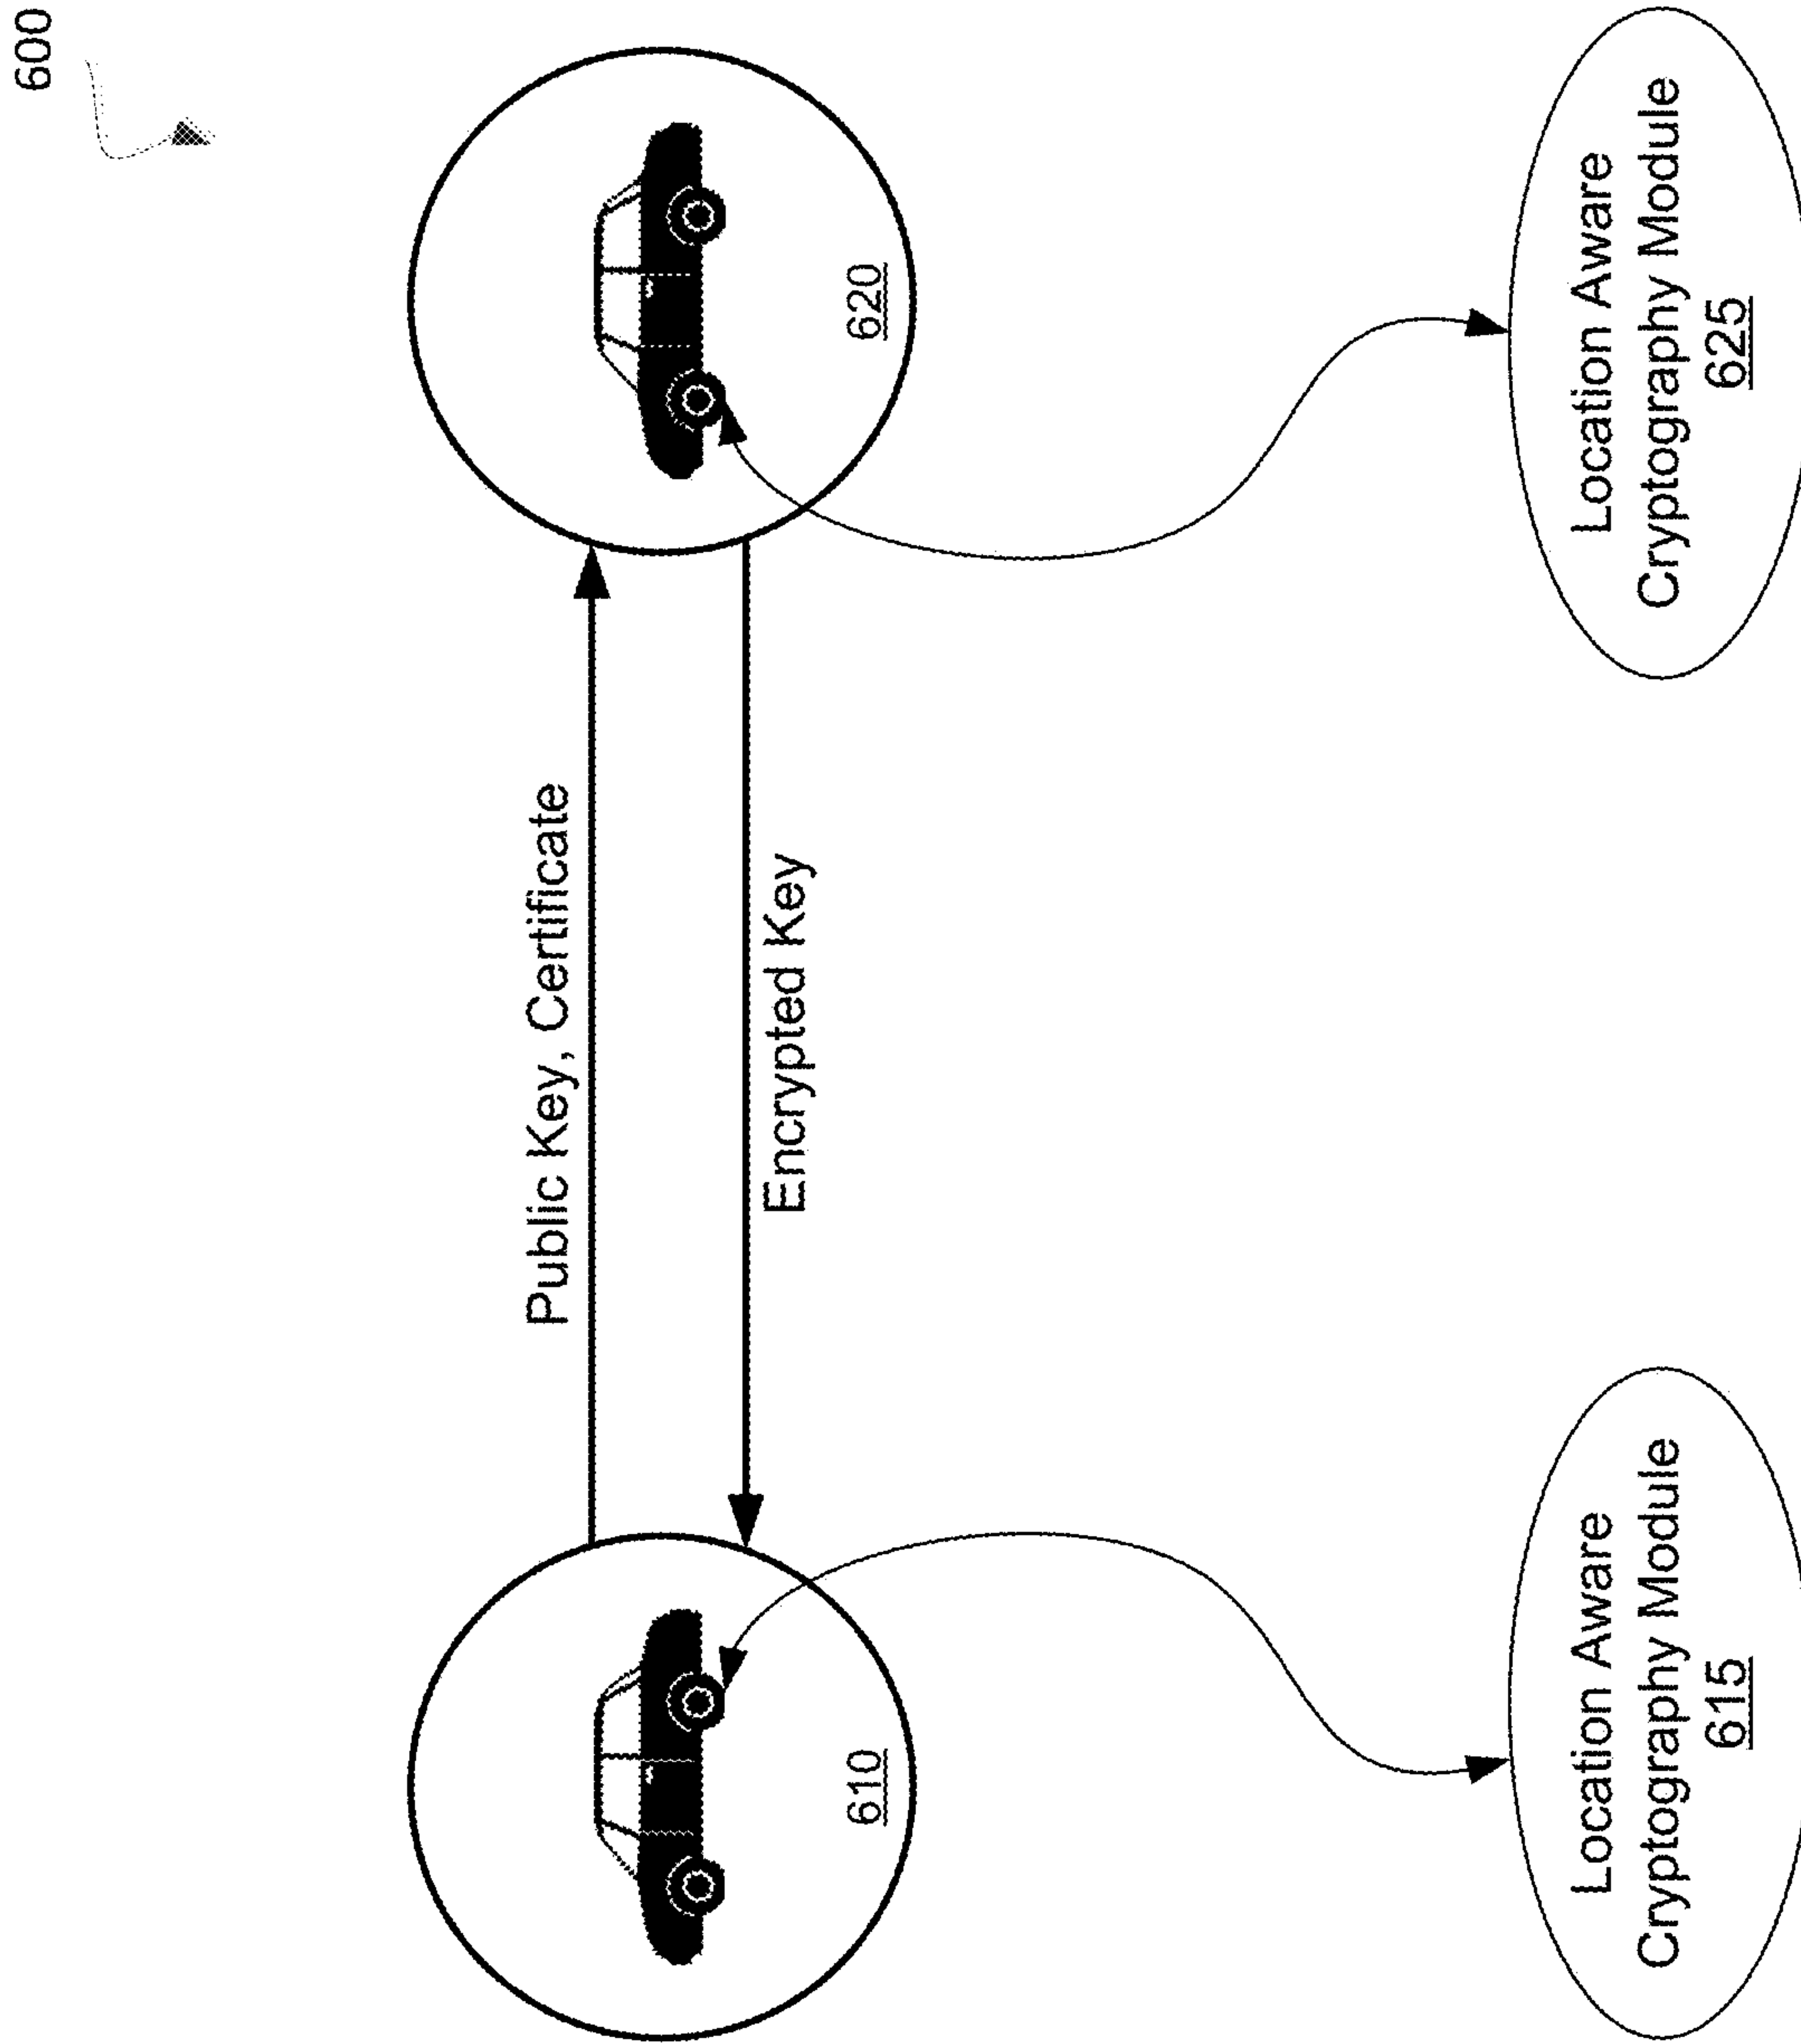 600
Public Key, Certificate
Encrypted Key
610
620
Location Aware
Cryptography Module
615
Location Aware
Cryptography Module
625